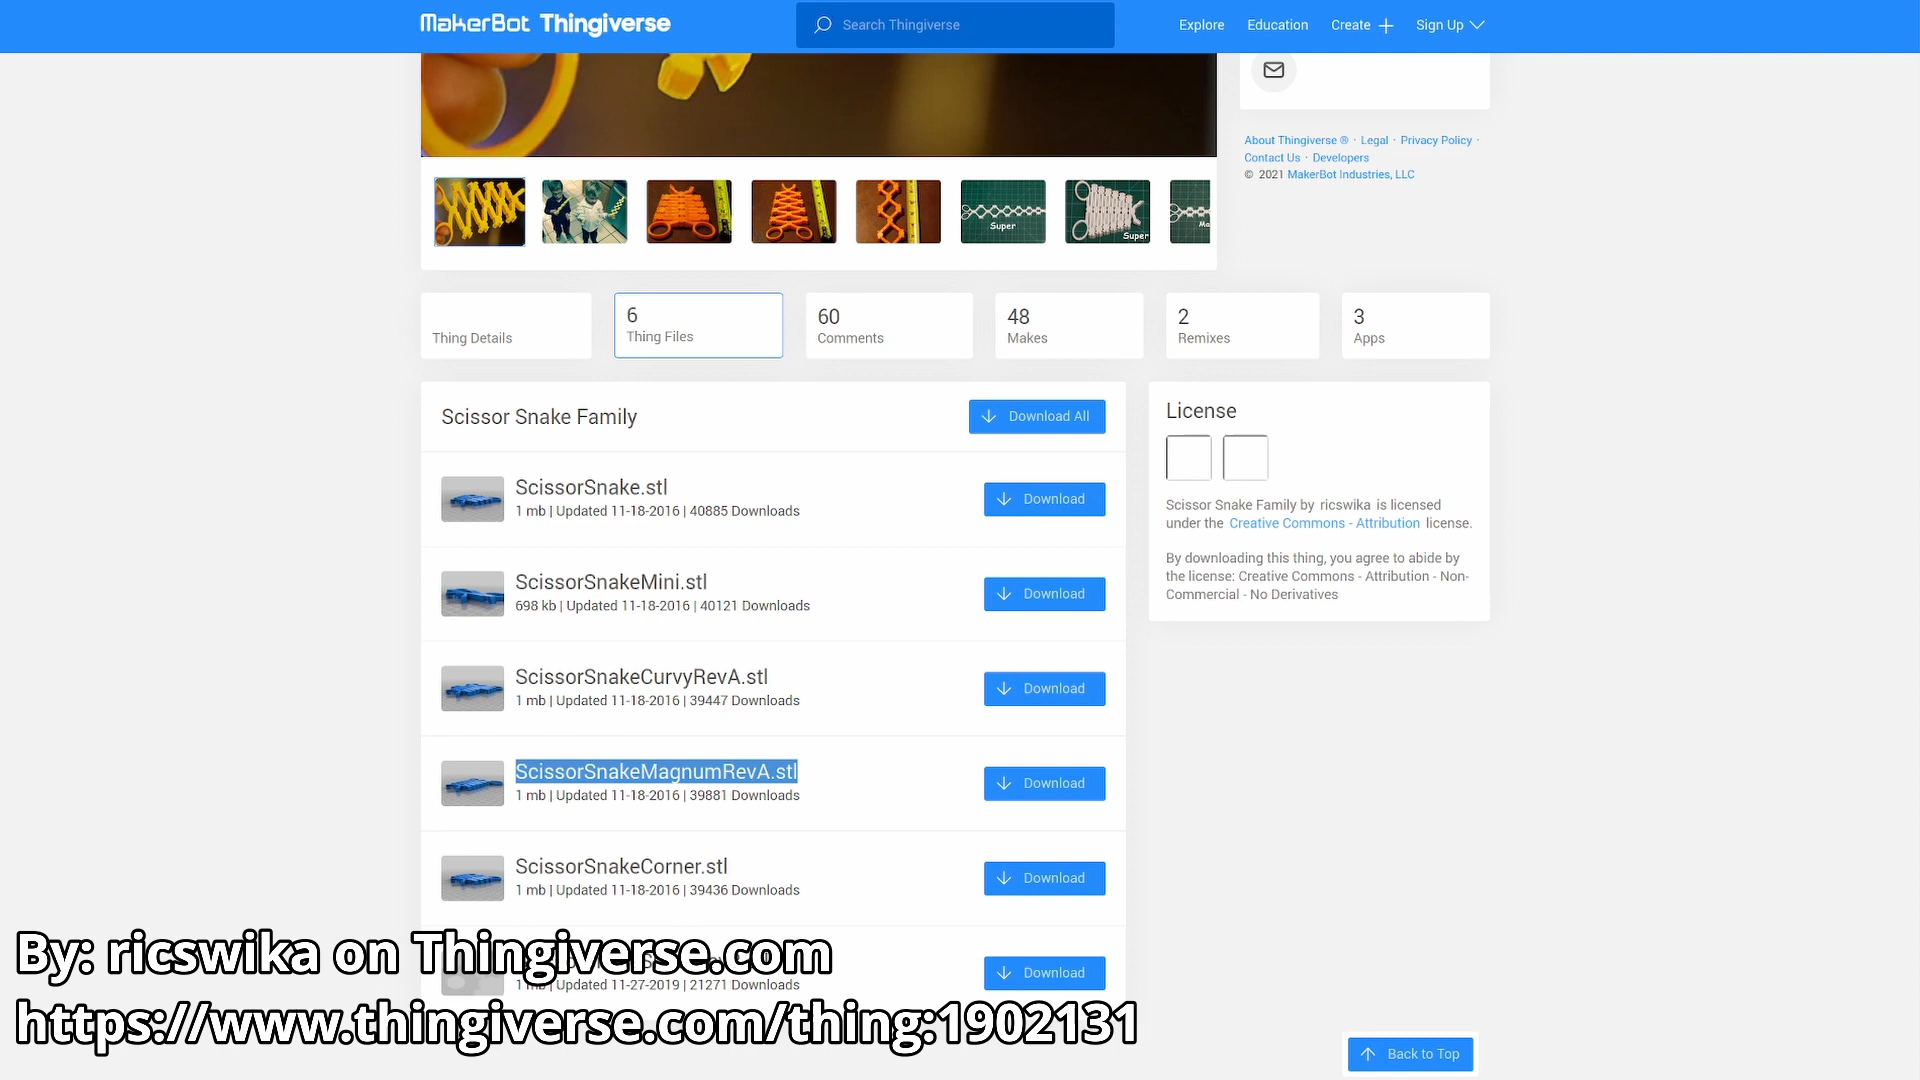 MakerBot Thingiverse
Search Thingiverse
Explore
Education
Create
Sign Up
About Thingiverse ® · Legal · Privacy Policy ·
Contact Us · Developers
© 2021 MakerBot Industries, LLC
Super
Super
Ma
Thing Details
6
Thing Files
60
Comments
48
Makes
2
Remixes
3
Apps
Scissor Snake Family
Download All
ScissorSnake.stl
1 mb | Updated 11-18-2016 | 40885 Downloads
Download
ScissorSnakeMini.stl
698 kb | Updated 11-18-2016 | 40121 Downloads
Download
ScissorSnakeCurvyRevA.stl
1 mb | Updated 11-18-2016 | 39447 Downloads
Download
ScissorSnakeMagnumRevA.stl
1 mb | Updated 11-18-2016 | 39881 Downloads
Download
ScissorSnakeCorner.stl
1 mb | Updated 11-18-2016 | 39436 Downloads
Download
1 mb | Updated 11-27-2019 | 21271 Downloads
Download
License
Scissor Snake Family by ricswika is licensed
under the Creative Commons - Attribution license.
By downloading this thing, you agree to abide by
the license: Creative Commons - Attribution - Non-
Commercial - No Derivatives
By: ricswika on Thingiverse.com
https://www.thingiverse.com/thing:1902131
Back to Top